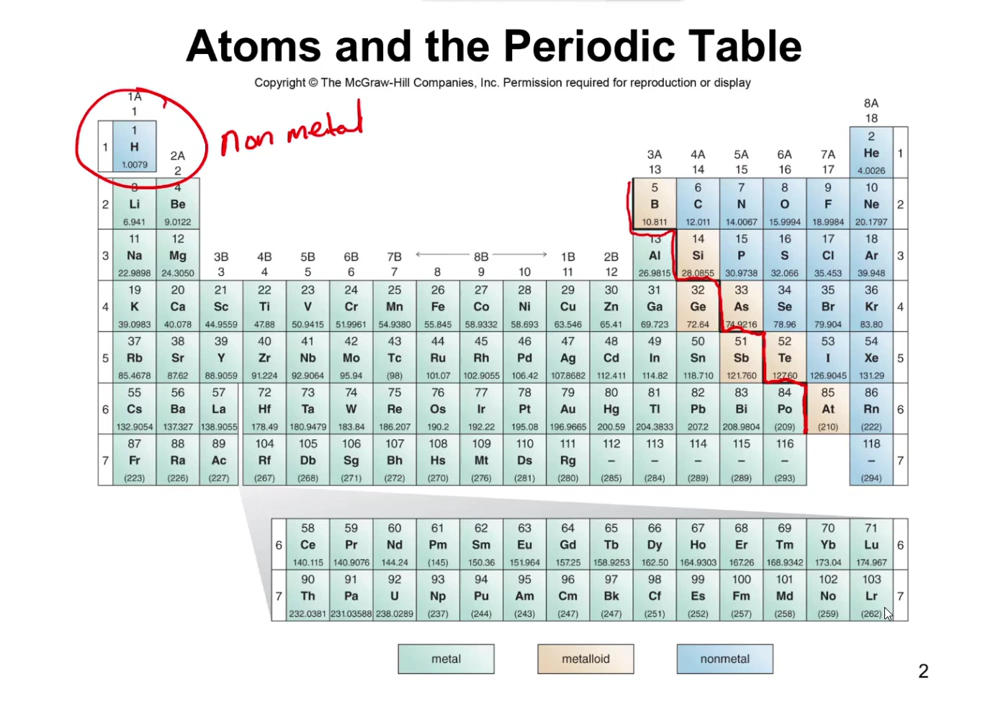 Atoms and the Periodic Table
Copyright © The McGraw-Hill Companies, Inc. Permission required for reproduction or display
1A 8A
1 18
1 H 1.0079 non metal 2 He 4.0026
2A 3A 4A 5A 6A 7A
2 13 14 15 16 17
1 1
3 4 5 6 7 8 9 10
2 Li Be B C N O F Ne 2
6.941 9.0122 10.811 12.011 14.0067 15.9994 18.9984 20.1797
11 12 13 14 15 16 17 18
3 Na Mg 3B 4B 5B 6B 7B 8B 1B 2B Al Si P S Cl Ar 3
22.9898 24.3050 3 4 5 6 7 8 9 10 11 12 26.9815 28.0855 30.9738 32.066 35.453 39.948
19 20 21 22 23 24 25 26 27 28 29 30 31 32 33 34 35 36
4 K Ca Sc Ti V Cr Mn Fe Co Ni Cu Zn Ga Ge As Se Br Kr 4
39.0983 40.078 44.9559 47.88 50.9415 51.9961 54.9380 55.845 58.9332 58.693 63.546 65.41 69.723 72.64 74.9216 78.96 79.904 83.80
37 38 39 40 41 42 43 44 45 46 47 48 49 50 51 52 53 54
5 Rb Sr Y Zr Nb Mo Tc Ru Rh Pd Ag Cd In Sn Sb Te I Xe 5
85.4678 87.62 88.9059 91.224 92.9064 95.94 (98) 101.07 102.9055 106.42 107.8682 112.411 114.82 118.710 121.760 127.60 126.9045 131.29
55 56 57 72 73 74 75 76 77 78 79 80 81 82 83 84 85 86
6 Cs Ba La Hf Ta W Re Os Ir Pt Au Hg Tl Pb Bi Po At Rn 6
132.9054 137.327 138.9055 178.49 180.9479 183.84 186.207 190.2 192.22 195.08 196.9665 200.59 204.3833 207.2 208.9804 (209) (210) (222)
87 88 89 104 105 106 107 108 109 110 111 112 113 114 115 116 118
7 Fr Ra Ac Rf Db Sg Bh Hs Mt Ds Rg – – – – – – 7
(223) (226) (227) (267) (268) (271) (272) (270) (276) (281) (280) (285) (284) (289) (289) (293) (294)
58 59 60 61 62 63 64 65 66 67 68 69 70 71
6 Ce Pr Nd Pm Sm Eu Gd Tb Dy Ho Er Tm Yb Lu 6
140.115 140.9076 144.24 (145) 150.36 151.964 157.25 158.9253 162.50 164.9303 167.26 168.9342 173.04 174.967
90 91 92 93 94 95 96 97 98 99 100 101 102 103
7 Th Pa U Np Pu Am Cm Bk Cf Es Fm Md No Lr 7
232.0381 231.03588 238.0289 (237) (244) (243) (247) (247) (251) (252) (257) (258) (259) (262)
metal metalloid nonmetal
2